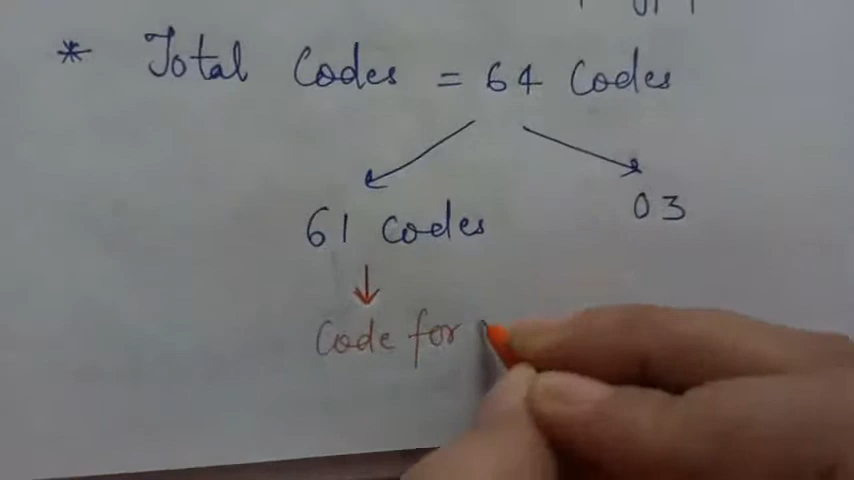 * Total Codes = 64 Codes
61 codes 03
Code for